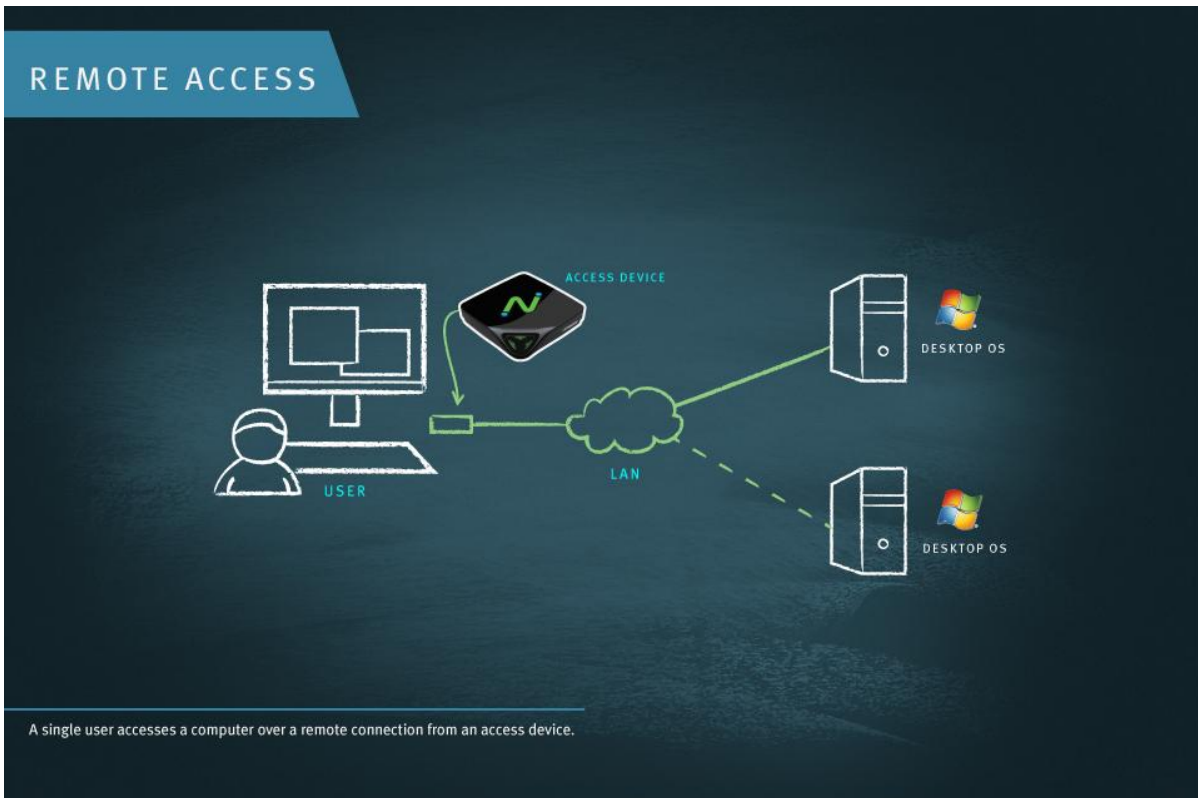 REMOTE ACCESS
ACCESS DEVICE
DESKTOP OS
LAN
USER
DESKTOP OS
A single user accesses a computer over a remote connection from an access device.